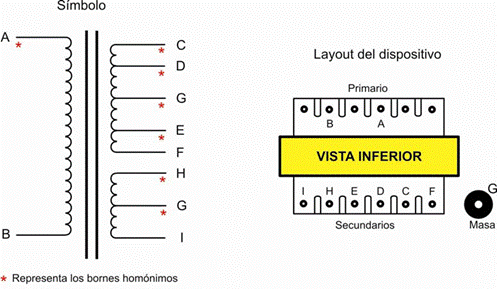 Símbolo
A
*
B
C
*
D
*
G
*
E
*
F
H
*
G
*
I
* Representa los bornes homónimos
Layout del dispositivo
Primario
B A
VISTA INFERIOR
I H E D C F
Secundarios
G
Masa